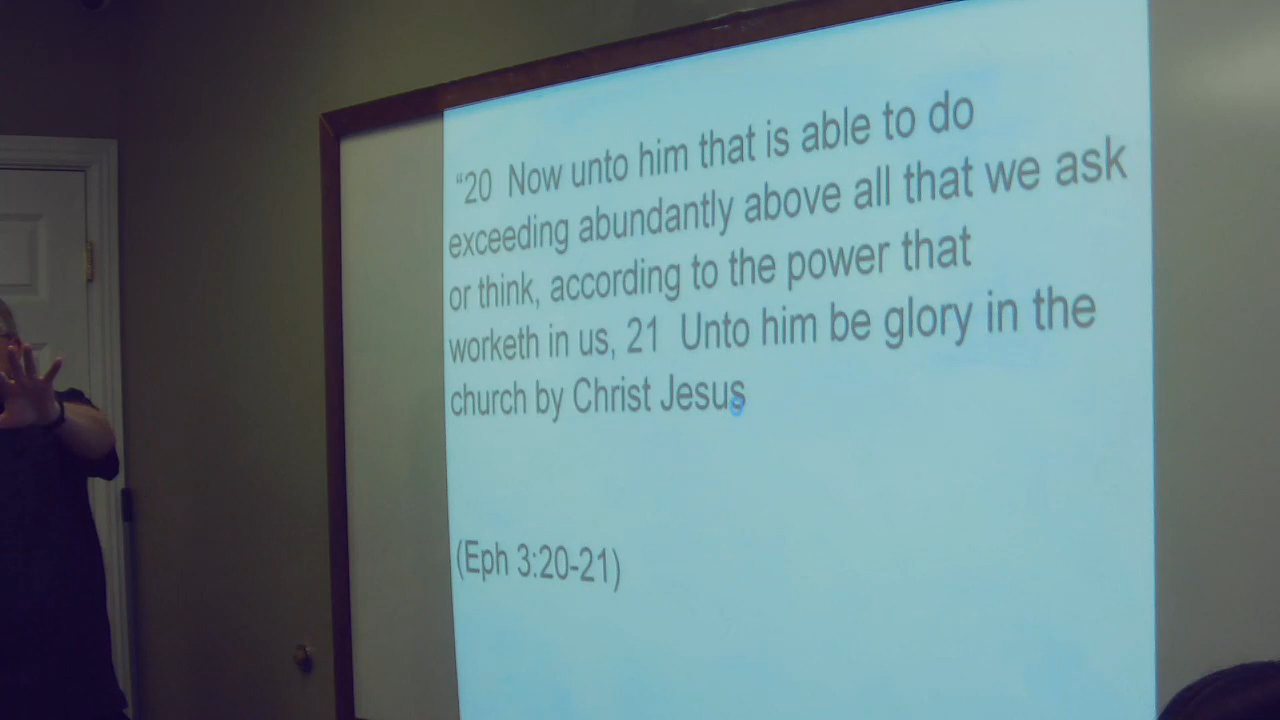 “20 Now unto him that is able to do
exceeding abundantly above all that we ask
or think, according to the power that
worketh in us, 21 Unto him be glory in the
church by Christ Jesus
(Eph 3:20-21)